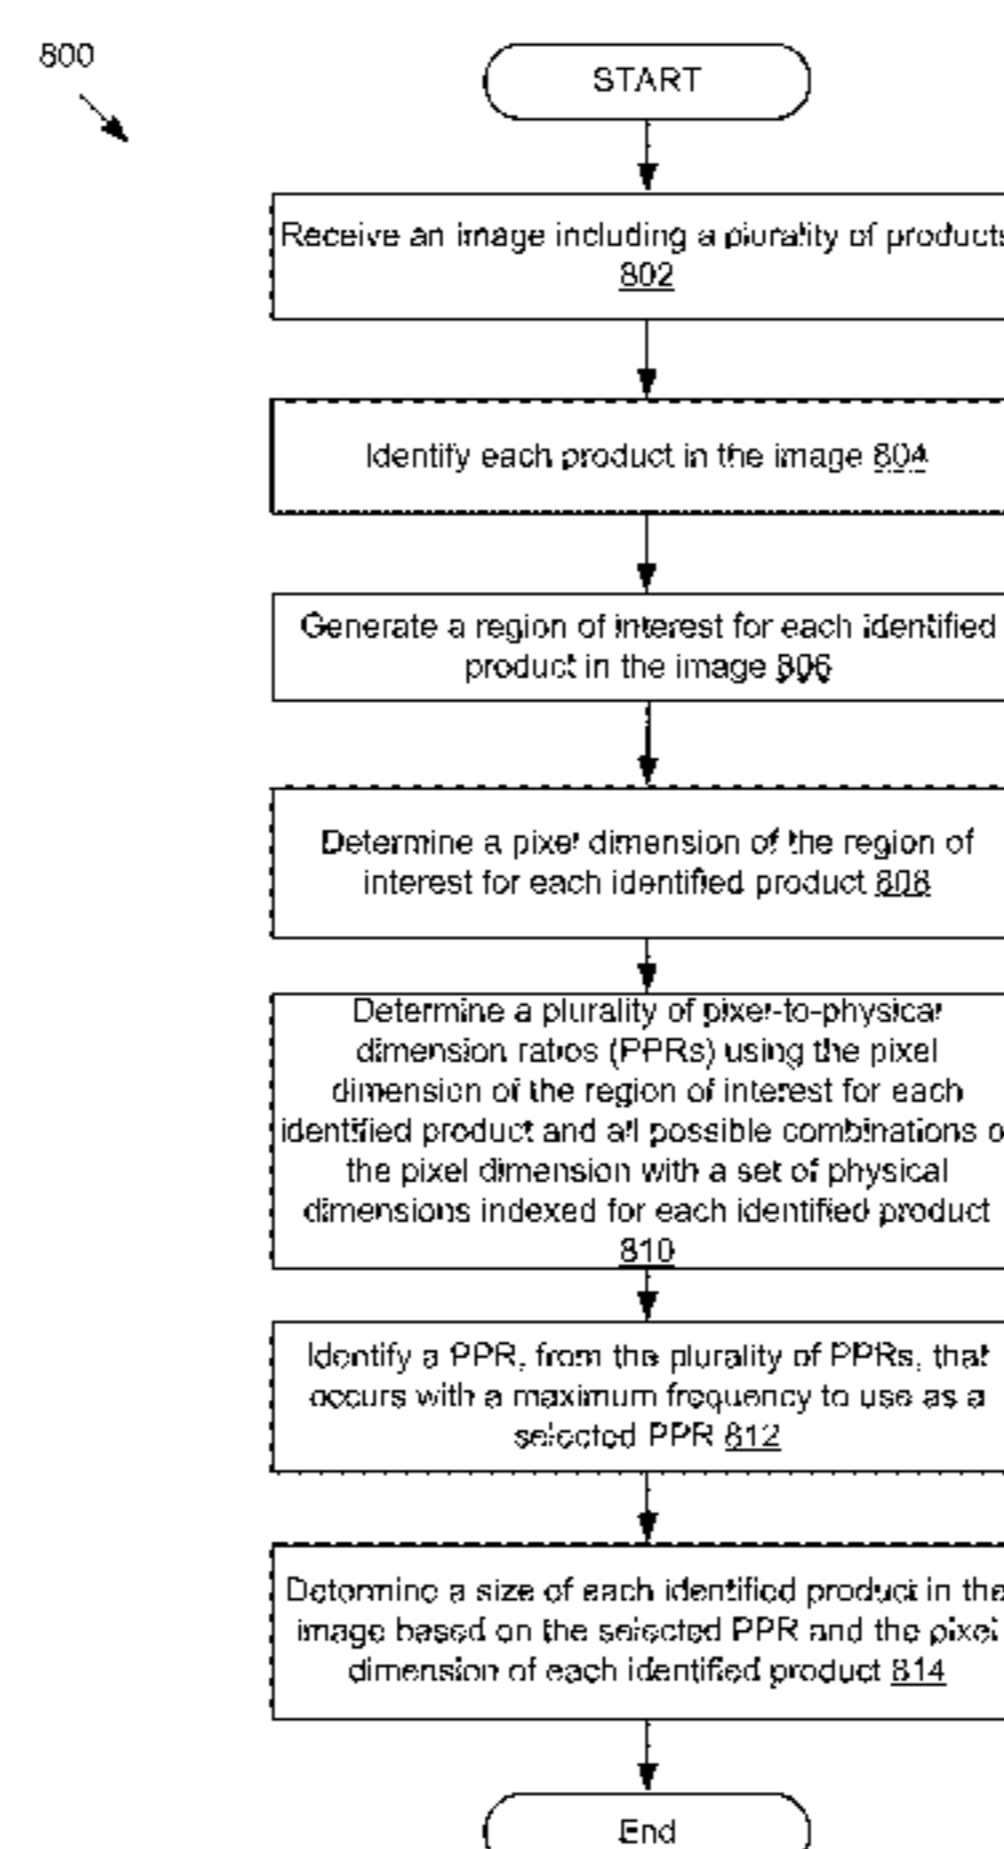 800
START
Receive an image including a plurality of products
802
Identify each product in the image 804
Generate a region of interest for each identified
product in the image 806
Determine a pixel dimension of the region of
interest for each identified product 808
Determine a plurality of pixel-to-physical
dimension ratios (PPRs) using the pixel
dimension of the region of interest for each
identified product and all possible combinations o
the pixel dimension with a set of physical
dimensions indexed for each identified product
810
Identify a PPR, from the plurality of PPRs, that
occurs with a maximum frequency to use as a
selected PPR 812
Determine a size of each identified product in the
image based on the selected PPR and the pixel
dimension of each identified product 814
End